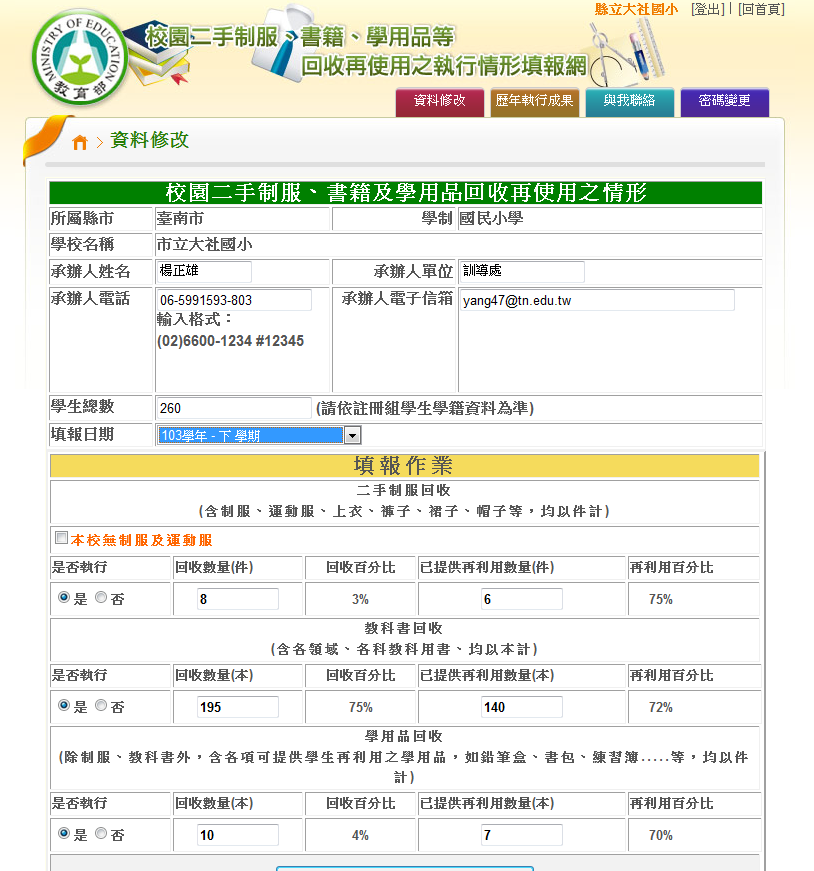 縣立大社國小 [登出] | [回首頁]
MINISTRY OF EDUCATION
教育部
校園二手制服、書籍、學用品等
回收再使用之執行情形填報網
資料修改 歷年執行成果 與我聯絡 密碼變更
資料修改
校園二手制服、書籍及學用品回收再使用之情形
所屬縣市 臺南市 學制 國民小學
學校名稱 市立大社國小
承辦人姓名 楊正雄 承辦人單位 訓導處
承辦人電話 06-5991593-803 承辦人電子信箱 yang47@tn.edu.tw
輸入格式：
(02)6600-1234 #12345
學生總數 260 (請依註冊組學生學籍資料為準)
填報日期 103學年 - 下 學期
填報作業
二手制服回收
(含制服、運動服、上衣、褲子、裙子、帽子等，均以件計)
本校無制服及運動服
是否執行 回收數量(件) 回收百分比 已提供再利用數量(件) 再利用百分比
是 否 8 3% 6 75%
教科書回收
(含各領域、各科教科用書、均以本計)
是否執行 回收數量(本) 回收百分比 已提供再利用數量(本) 再利用百分比
是 否 195 75% 140 72%
學用品回收
(除制服、教科書外，含各項可提供學生再利用之學用品，如鉛筆盒、書包、練習簿.....等，均以件
計)
是否執行 回收數量(本) 回收百分比 已提供再利用數量(本) 再利用百分比
是 否 10 4% 7 70%